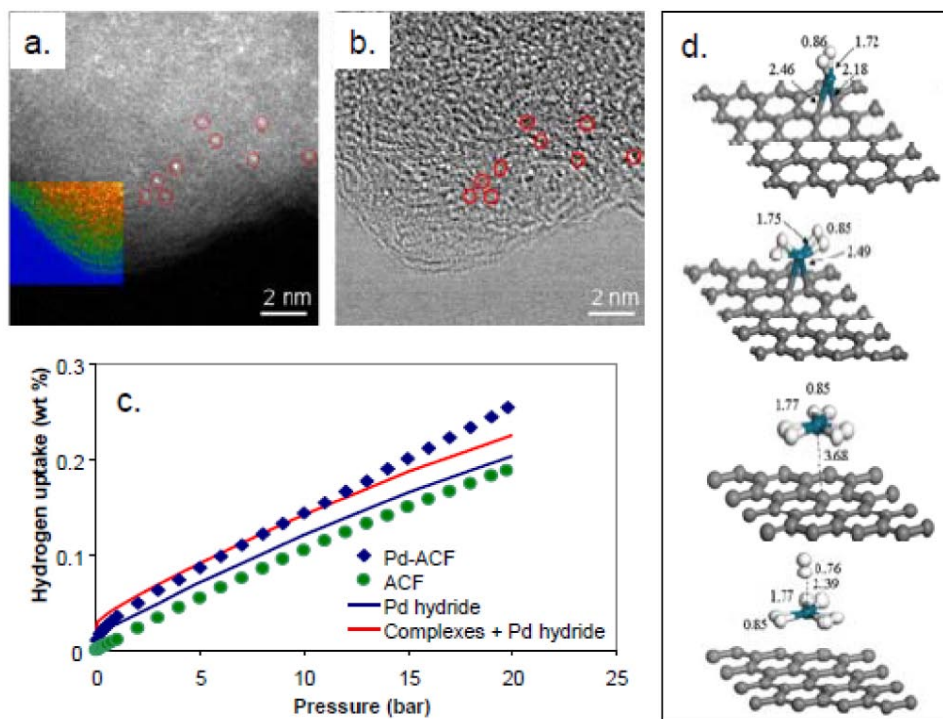 a.
2 nm
b.
2 nm
c.
Hydrogen uptake (wt %)
0.3
0.2
0.1
0
Pd-ACF
ACF
Pd hydride
Complexes + Pd hydride
0
5
10
15
20
25
Pressure (bar)
d.
0.86
1.72
2.46
2.18
1.75
0.85
2.49
0.85
1.77
3.68
0.76
2.39
1.77
0.85